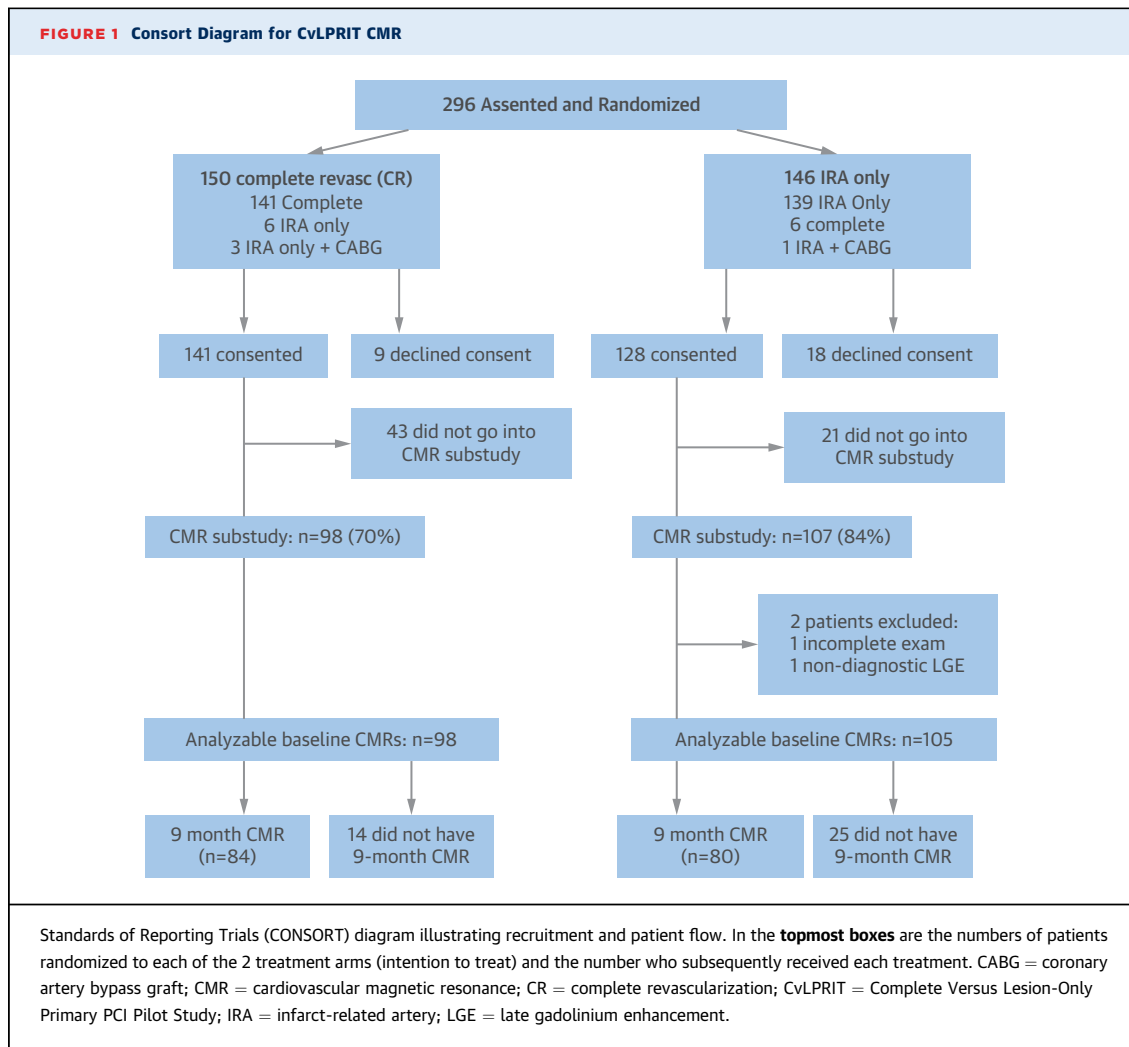 FIGURE 1 Consort Diagram for CvLPRIT CMR
296 Assented and Randomized
150 complete revasc (CR)
141 Complete
6 IRA only
3 IRA only + CABG
146 IRA only
139 IRA Only
6 complete
1 IRA + CABG
141 consented
9 declined consent
128 consented
18 declined consent
43 did not go into
CMR substudy
21 did not go into
CMR substudy
CMR substudy: n=98 (70%)
CMR substudy: n=107 (84%)
2 patients excluded:
1 incomplete exam
1 non-diagnostic LGE
Analyzable baseline CMRs: n=98
Analyzable baseline CMRs: n=105
9 month CMR
(n=84)
14 did not have
9-month CMR
9 month CMR
(n=80)
25 did not have
9-month CMR
Standards of Reporting Trials (CONSORT) diagram illustrating recruitment and patient flow. In the topmost boxes are the numbers of patients
randomized to each of the 2 treatment arms (intention to treat) and the number who subsequently received each treatment. CABG = coronary
artery bypass graft; CMR = cardiovascular magnetic resonance; CR = complete revascularization; CvLPRIT = Complete Versus Lesion-Only
Primary PCI Pilot Study; IRA = infarct-related artery; LGE = late gadolinium enhancement.